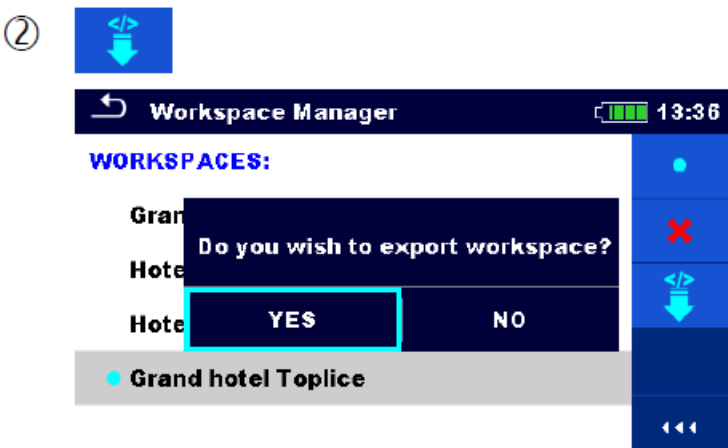 ②
</>
Workspace Manager 13:36
WORKSPACES:
Gran
Do you wish to export workspace?
Hote
</>
Hote YES NO
Grand hotel Toplice